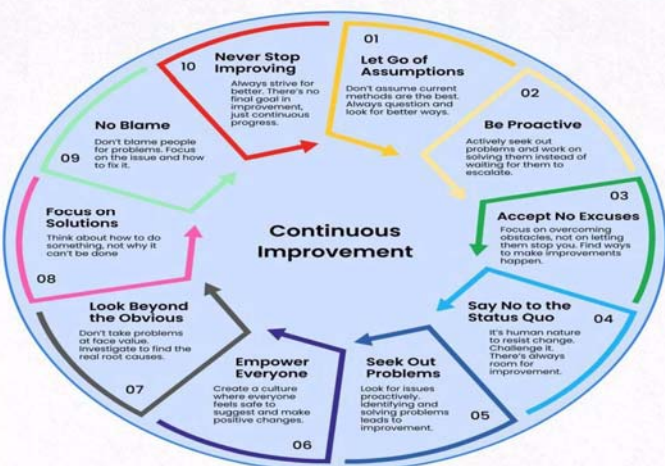 Continuous
Improvement
01
Let Go of
Assumptions
Don't assume current
methods are the best.
Always question and
look for better ways.
02
Be Proactive
Actively seek out
problems and work on
solving them instead of
waiting for them to
escalate.
03
Accept No Excuses
Focus on overcoming
obstacles, not on letting
them stop you. Find ways
to make improvements
happen.
Say No to the
Status Quo
04
It's human nature
to resist change.
Challenge it.
There's always
room for
improvement.
Seek Out
Problems
Look for issues
proactively.
identifying and
solving problems
leads to
improvement.
05
Empower
Everyone
Create a culture
where everyone
feels safe to
suggest and make
positive changes.
06
Look Beyond
the Obvious
Don't take problems
at face value.
Investigate to find the
real root causes.
07
Focus on
Solutions
Think about how to do
something, not why it
can't be done
08
No Blame
Don't blame people
for problems. Focus
on the issue and how
to fix it.
09
10
Never Stop
Improving
Always strive for
better. There's no
final goal in
improvement,
just continuous
progress.